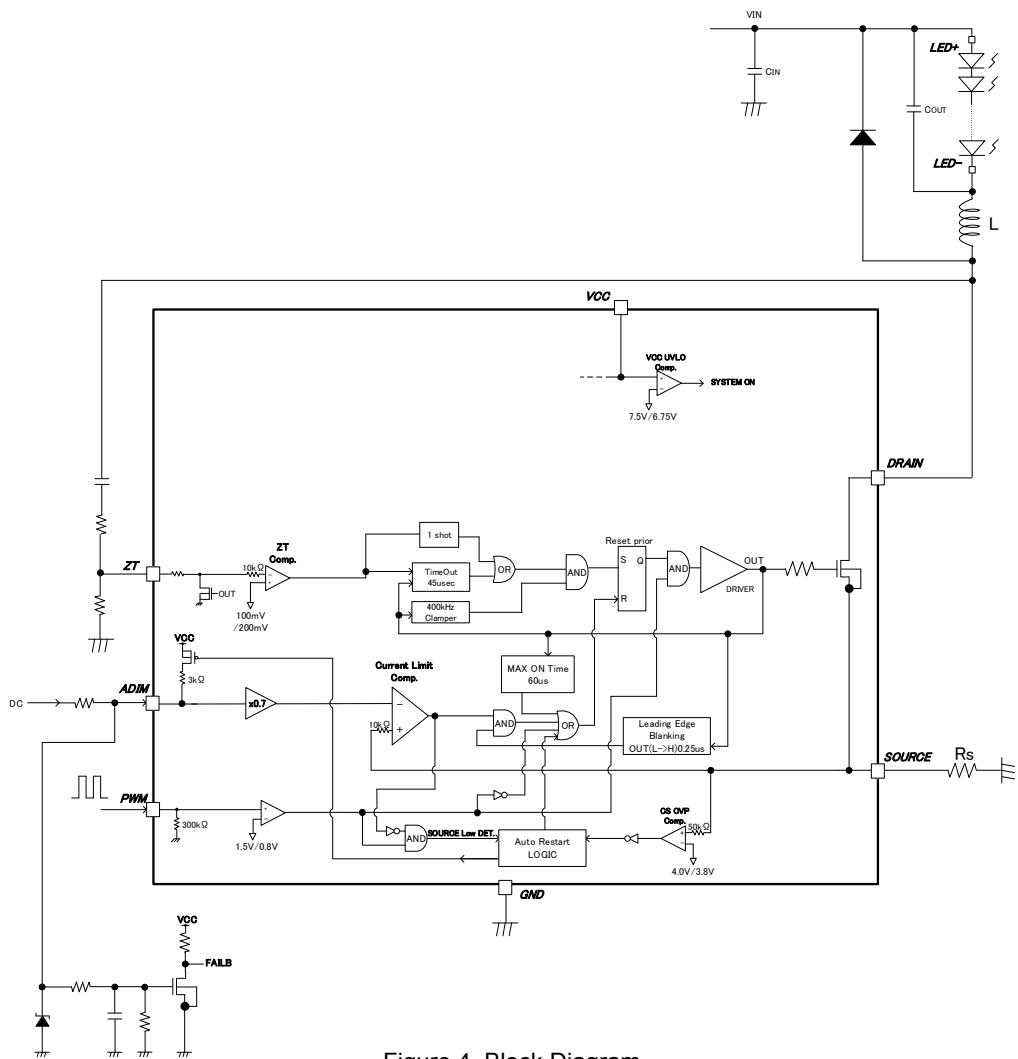 VIN
LED+
CIN
COUT
LED-
L
VCC
VCC UVLO
Comp.
SYSTEM ON
7.5V/6.75V
DRAIN
ZT
10kΩ
ZT
Comp.
OUT
100mV
/200mV
1 shot
TimeOut
45usec
400kHz
Clamper
OR
AND
Reset prior
S Q
R
AND
OUT
DRIVER
VCC
3kΩ
ADIM
DC
x0.7
Current Limit
Comp.
10kΩ
MAX ON Time
60us
AND
OR
Leading Edge
Blanking
OUT(L->H)0.25us
SOURCE
Rs
PWM
300kΩ
1.5V/0.8V
AND
SOURCE Low DET.
Auto Restart
LOGIC
CS OVP
Comp.
50kΩ
4.0V/3.8V
GND
VCC
FAILB
Figure 4. Block Diagram